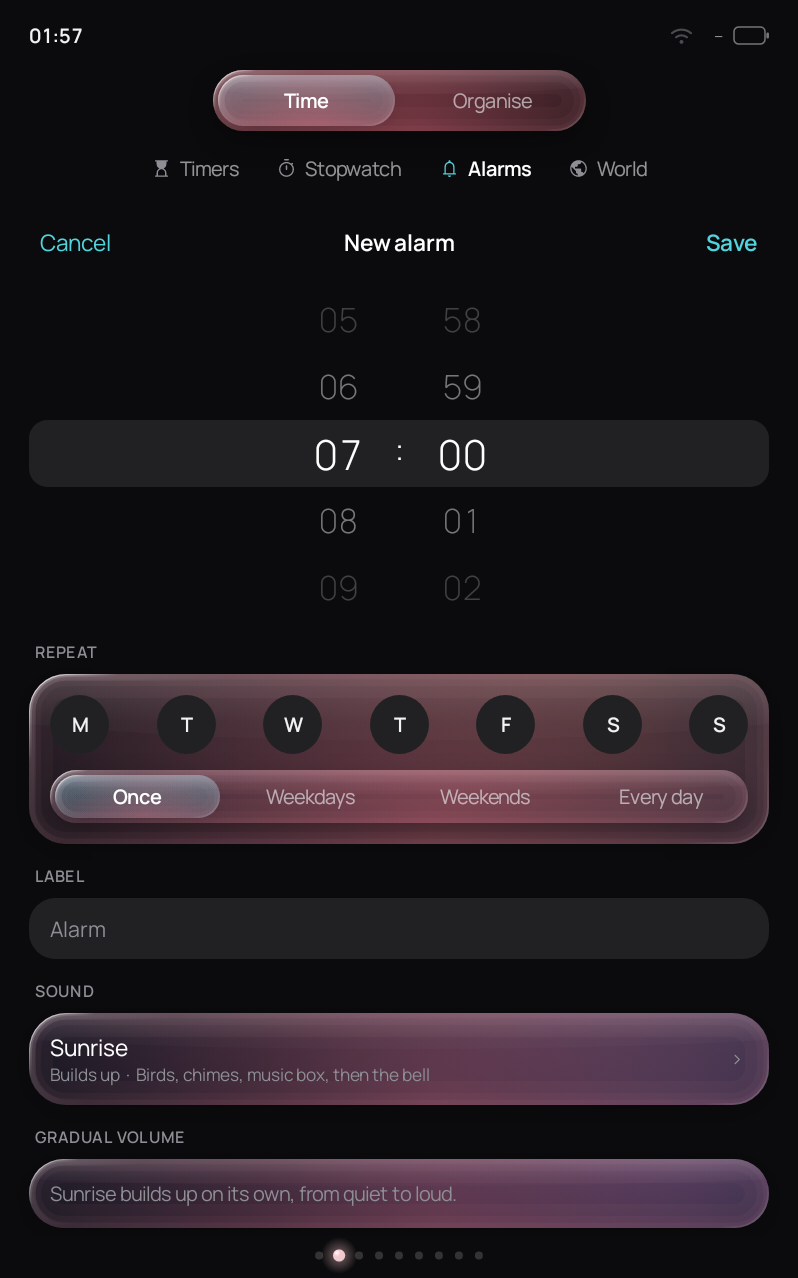 01:57
Time Organise
Timers Stopwatch Alarms World
Cancel New alarm Save
05 58
06 59
07 : 00
08 01
09 02
REPEAT
M T W T F S S
Once Weekdays Weekends Every day
LABEL
Alarm
SOUND
Sunrise
Builds up · Birds, chimes, music box, then the bell
GRADUAL VOLUME
Sunrise builds up on its own, from quiet to loud.